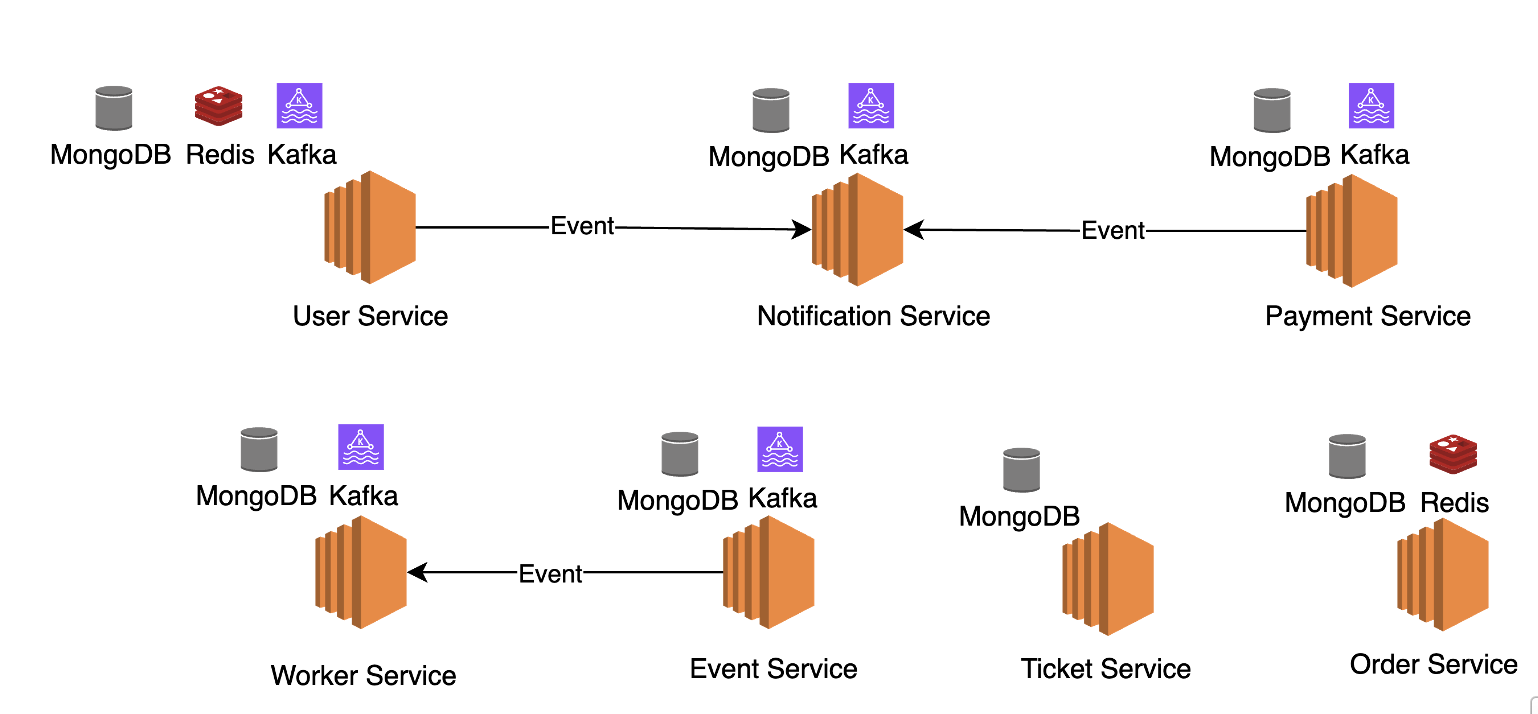 MongoDB Redis Kafka
MongoDB Kafka
MongoDB Kafka
Event
Event
User Service
Notification Service
Payment Service
MongoDB Kafka
MongoDB Kafka
MongoDB
MongoDB Redis
Event
Worker Service
Event Service
Ticket Service
Order Service